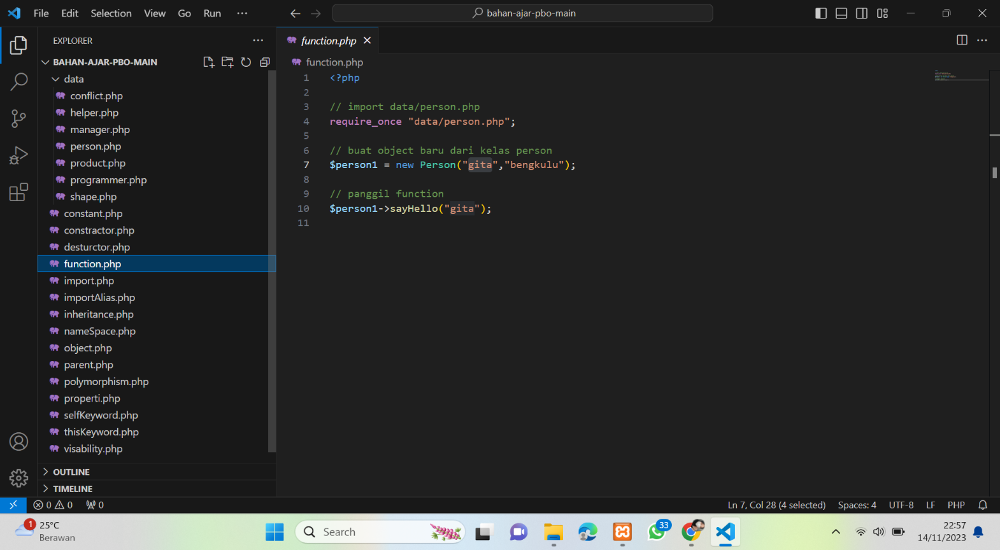 File Edit Selection View Go Run ···
bahan-ajar-pbo-main
EXPLORER
function.php
BAHAN-AJAR-PBO-MAIN
function.php
data
conflict.php
helper.php
manager.php
person.php
product.php
programmer.php
shape.php
constant.php
constractor.php
desturctor.php
function.php
import.php
importAlias.php
inheritance.php
nameSpace.php
object.php
parent.php
polymorphism.php
properti.php
selfKeyword.php
thisKeyword.php
visability.php
OUTLINE
TIMELINE
1 <?php
2
3 // import data/person.php
4 require_once "data/person.php";
5
6 // buat object baru dari kelas person
7 $person1 = new Person("gita","bengkulu");
8
9 // panggil function
10 $person1->sayHello("gita");
11
0 0 0
Ln 7, Col 28 (4 selected) Spaces: 4 UTF-8 LF PHP
1
25°C
Berawan
Search
33
22:57
14/11/2023